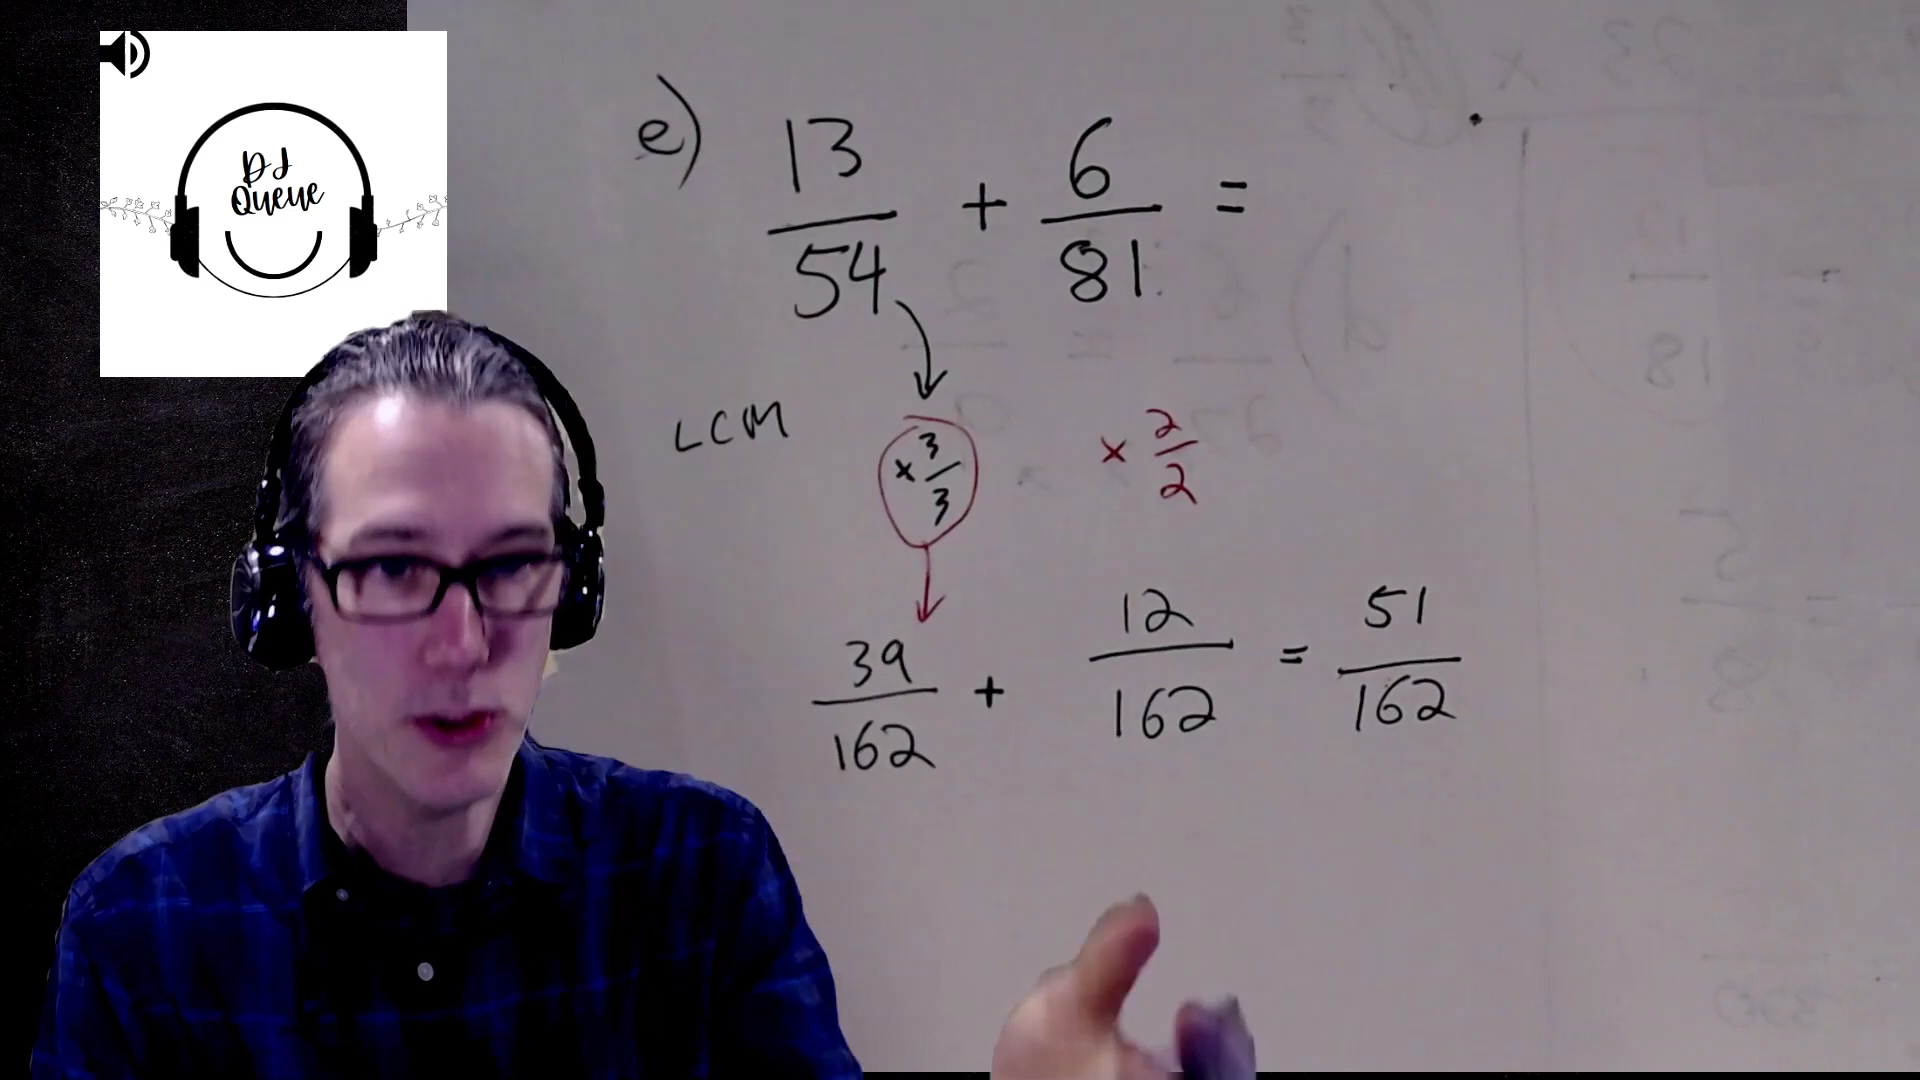 DJ
Queue
e) 13/54 + 6/81 =
LCM × 3/3 × 2/2
39/162 + 12/162 = 51/162